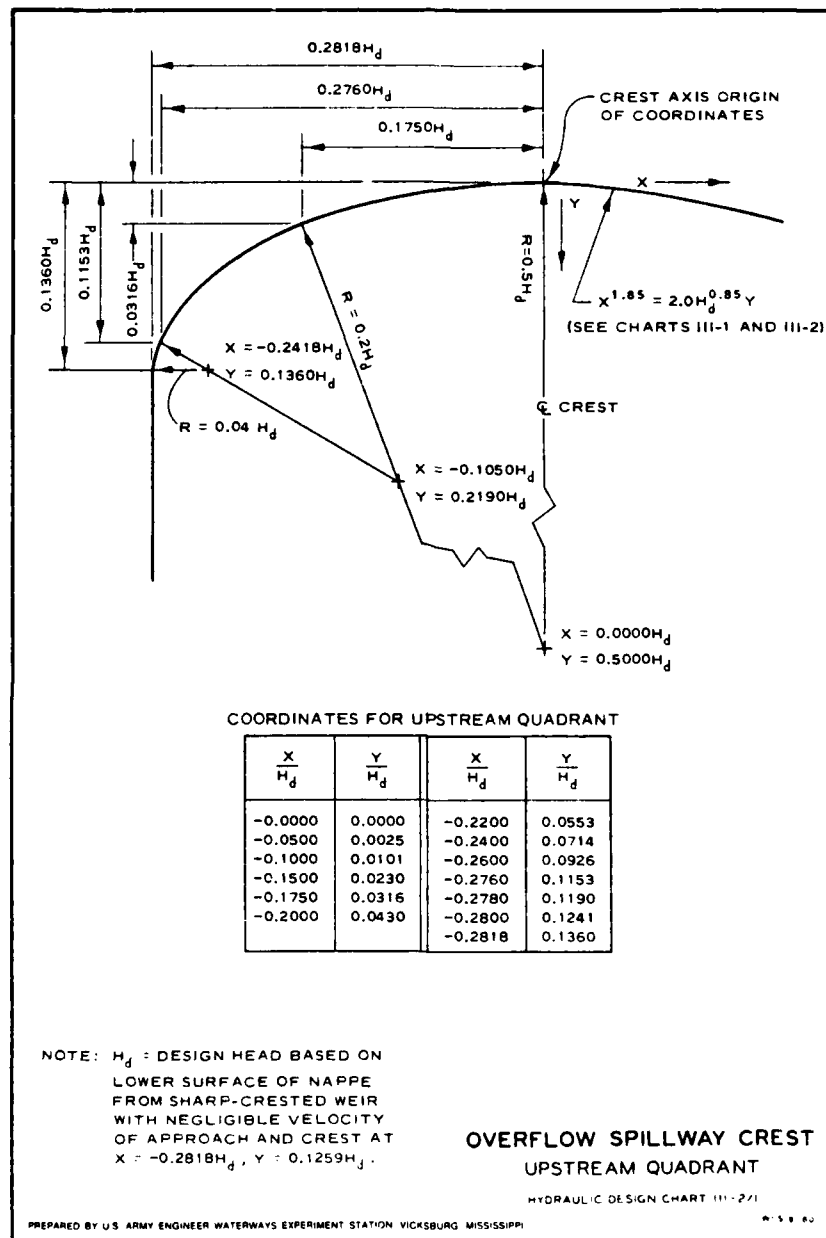 0.2818H_d
0.2760H_d
0.1750H_d
CREST AXIS ORIGIN
OF COORDINATES
X
Y
0.1360H_d
0.1153H_d
0.0316H_d
R=0.5H_d
R = 0.2H_d
X^1.85 = 2.0H_d^0.85 Y
(SEE CHARTS III-1 AND III-2)
X = -0.2418H_d
Y = 0.1360H_d
R = 0.04 H_d
℄ CREST
X = -0.1050H_d
Y = 0.2190H_d
X = 0.0000H_d
Y = 0.5000H_d
COORDINATES FOR UPSTREAM QUADRANT
X/H_d Y/H_d X/H_d Y/H_d
-0.0000 0.0000 -0.2200 0.0553
-0.0500 0.0025 -0.2400 0.0714
-0.1000 0.0101 -0.2600 0.0926
-0.1500 0.0230 -0.2760 0.1153
-0.1750 0.0316 -0.2780 0.1190
-0.2000 0.0430 -0.2800 0.1241
-0.2818 0.1360
NOTE: H_d = DESIGN HEAD BASED ON
LOWER SURFACE OF NAPPE
FROM SHARP-CRESTED WEIR
WITH NEGLIGIBLE VELOCITY
OF APPROACH AND CREST AT
X = -0.2818H_d, Y = 0.1259H_d.
OVERFLOW SPILLWAY CREST
UPSTREAM QUADRANT
HYDRAULIC DESIGN CHART 111-2/1
PREPARED BY U S ARMY ENGINEER WATERWAYS EXPERIMENT STATION VICKSBURG MISSISSIPPI